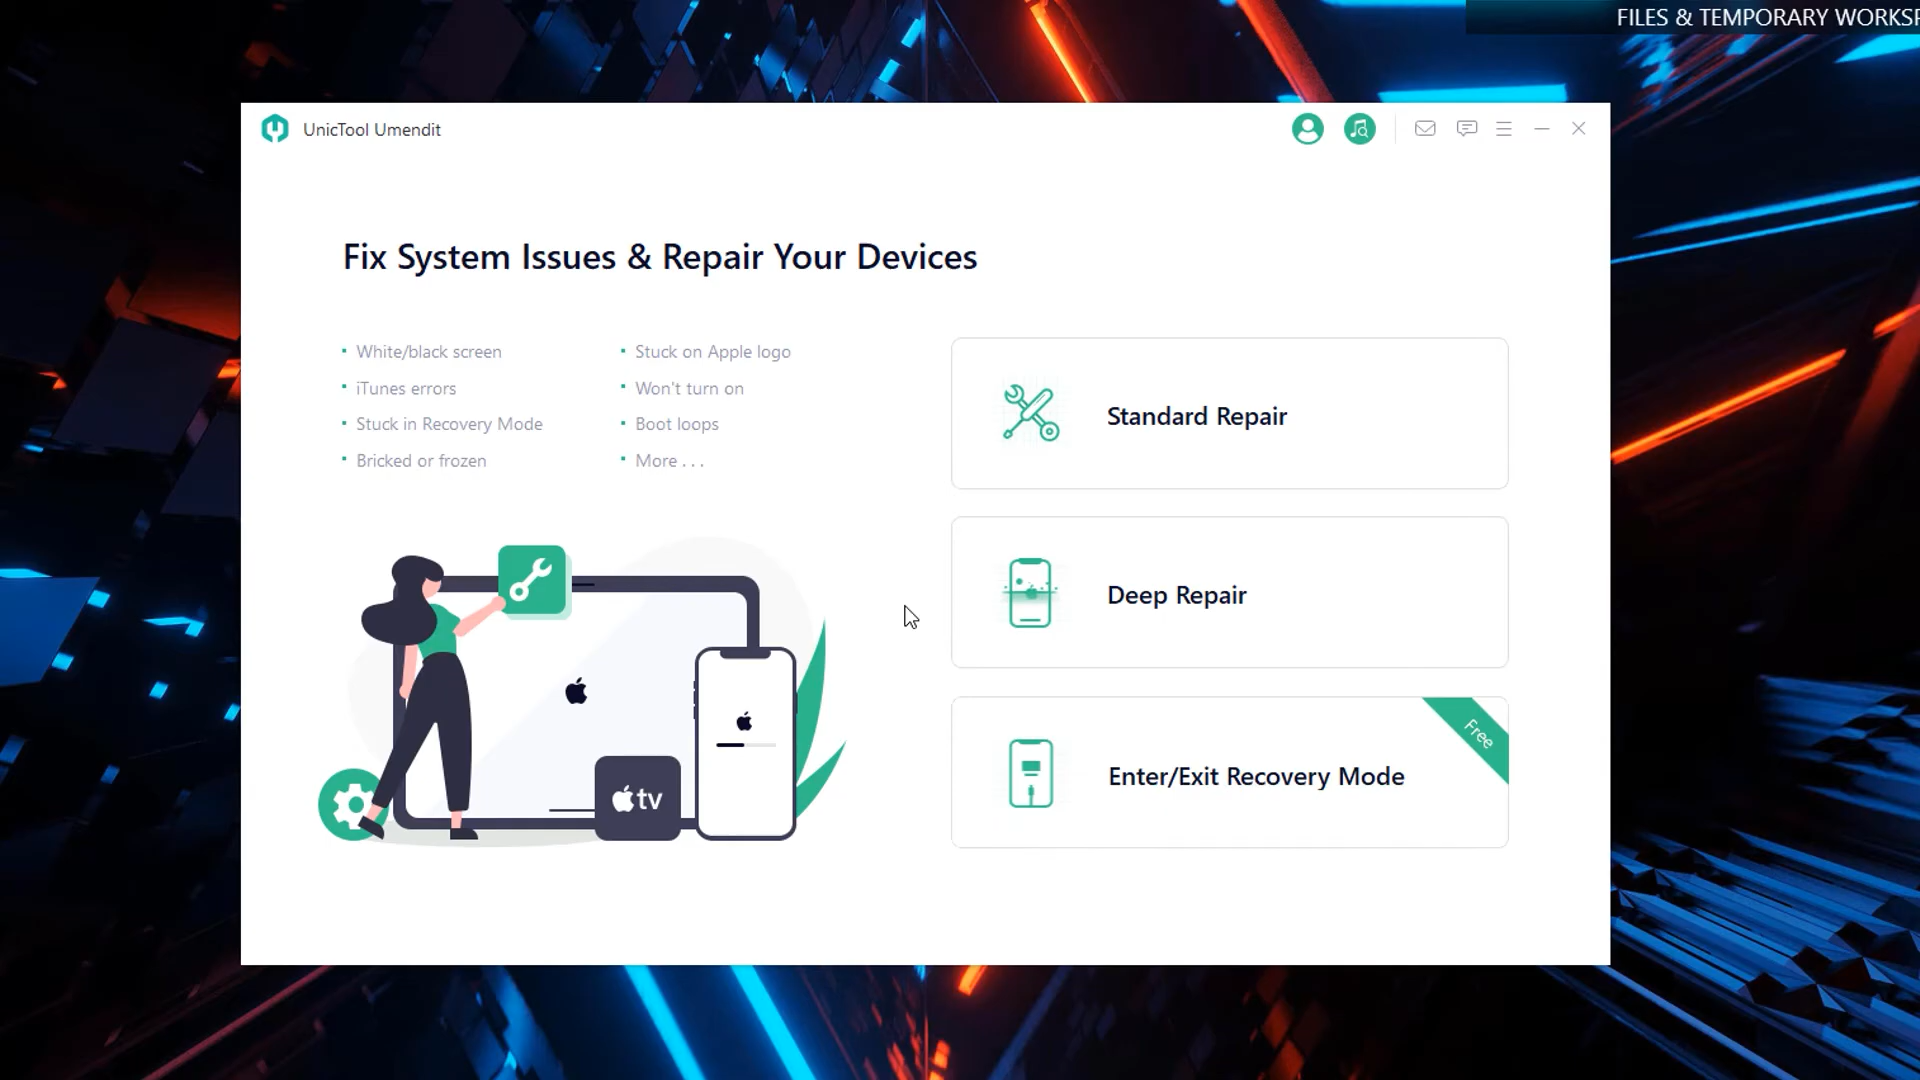 FILES & TEMPORARY WORKSP
UnicTool Umendit
Fix System Issues & Repair Your Devices
White/black screen
iTunes errors
Stuck in Recovery Mode
Bricked or frozen
Stuck on Apple logo
Won't turn on
Boot loops
More . . .
tv
Standard Repair
Deep Repair
Free
Enter/Exit Recovery Mode